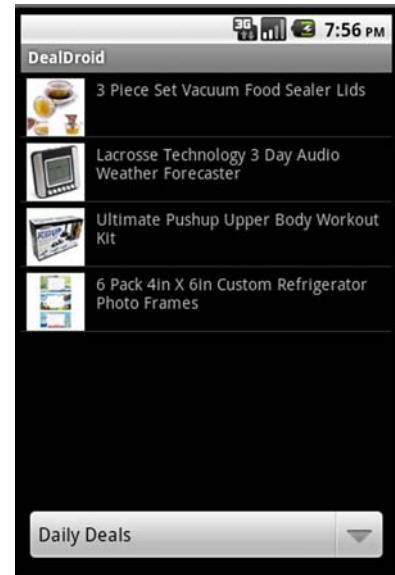 3G 7:56 PM
DealDroid
3 Piece Set Vacuum Food Sealer Lids
Lacrosse Technology 3 Day Audio
Weather Forecaster
Ultimate Pushup Upper Body Workout
Kit
6 Pack 4in X 6in Custom Refrigerator
Photo Frames
Daily Deals